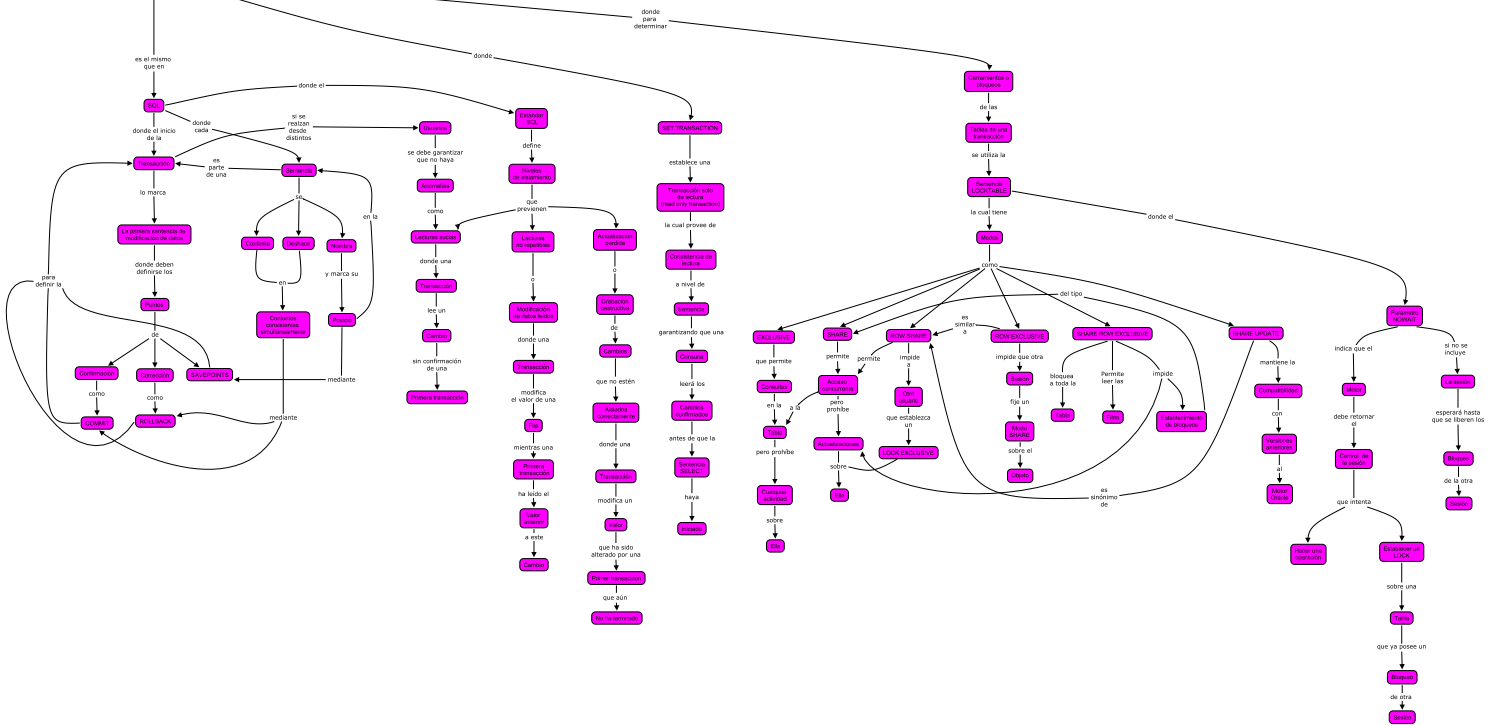 donde
para
determinar
es el mismo
que en
donde
Cerramientos o
bloqueos
donde el
de las
SQL
Estándar
SQL
si se
realzan
desde
distintos
Usuarios
SET TRANSACTION
donde el inicio
de la
donde
cada
Tablas de una
transacción
define
se utiliza la
Transacción
es
parte
de una
Sentencia
se debe garantizar
que no haya
Niveles
de aislamiento
establece una
Sentencia
LOCKTABLE
lo marca
se
Anomalías
que
previenen
Transacción solo
de lectura
(read only transaction)
la cual tiene
donde el
como
en la
La primera sentencia de
modificación de datos
Confirma
Deshace
Nombra
Lecturas sucias
Lecturas
no repetibles
Actualización
perdida
la cual provee de
Modos
donde deben
definirse los
donde una
o
o
Consistencia de
lectura
como
para
definir la
en
y marca su
Transacción
a nivel de
del tipo
Puntos
Conjuntos
consistentes
simultáneamente
Posicio
lee un
Modificación
de datos leídos
Grabación
destructiva
Sentencia
Parámetro
NOWAIT
de
Cambio
donde una
de
garantizando que una
EXCLUSIVE
SHARE
ROW SHARE
es
similar
a
ROW EXCLUSIVE
SHARE ROW EXCLUSIVE
SHARE UPDATE
indica que el
si no se
incluye
Confirmación
Corrección
SAVEPOINTS
mediante
sin confirmación
de una
Transacción
Cambios
Consulta
que permite
permite
permite
impide
a
impide que otra
bloquea
a toda la
Permite
leer las
impide
mantiene la
como
como
Primera transacción
modifica
el valor de una
que no estén
leerá los
Consultas
Acceso
concurrente
Otro
usuario
Sesión
Compatibilidad
Motor
La sesión
COMMIT
ROLLBACK
mediante
Fila
Aislados
correctamente
Cambios
confirmados
en la
a la
pero
prohíbe
que establezca
un
fije un
Tabla
Filas
Establecimiento
de bloqueos
con
debe retornar
el
esperará hasta
que se liberen los
mientras una
donde una
antes de que la
Tabla
Actualizaciones
LOCK EXCLUSIVE
Modo
SHARE
Versiones
anteriores
Control de
la sesión
Bloqueo
Primera
transacción
Transacción
Sentencia
SELECT
pero prohíbe
sobre
sobre el
al
de la otra
ha leído el
modifica un
haya
Cualquier
actividad
Ella
Objeto
es
sinónimo
de
Motor
Oracle
que intenta
Sesión
Valor
anterior
Valor
Iniciado
sobre
a este
que ha sido
alterado por una
Ella
Hacer una
operación
Establecer un
LOCK
Cambio
Primer transacción
sobre una
que aún
Tabla
No ha terminado
que ya posee un
Bloqueo
de otra
Sesión